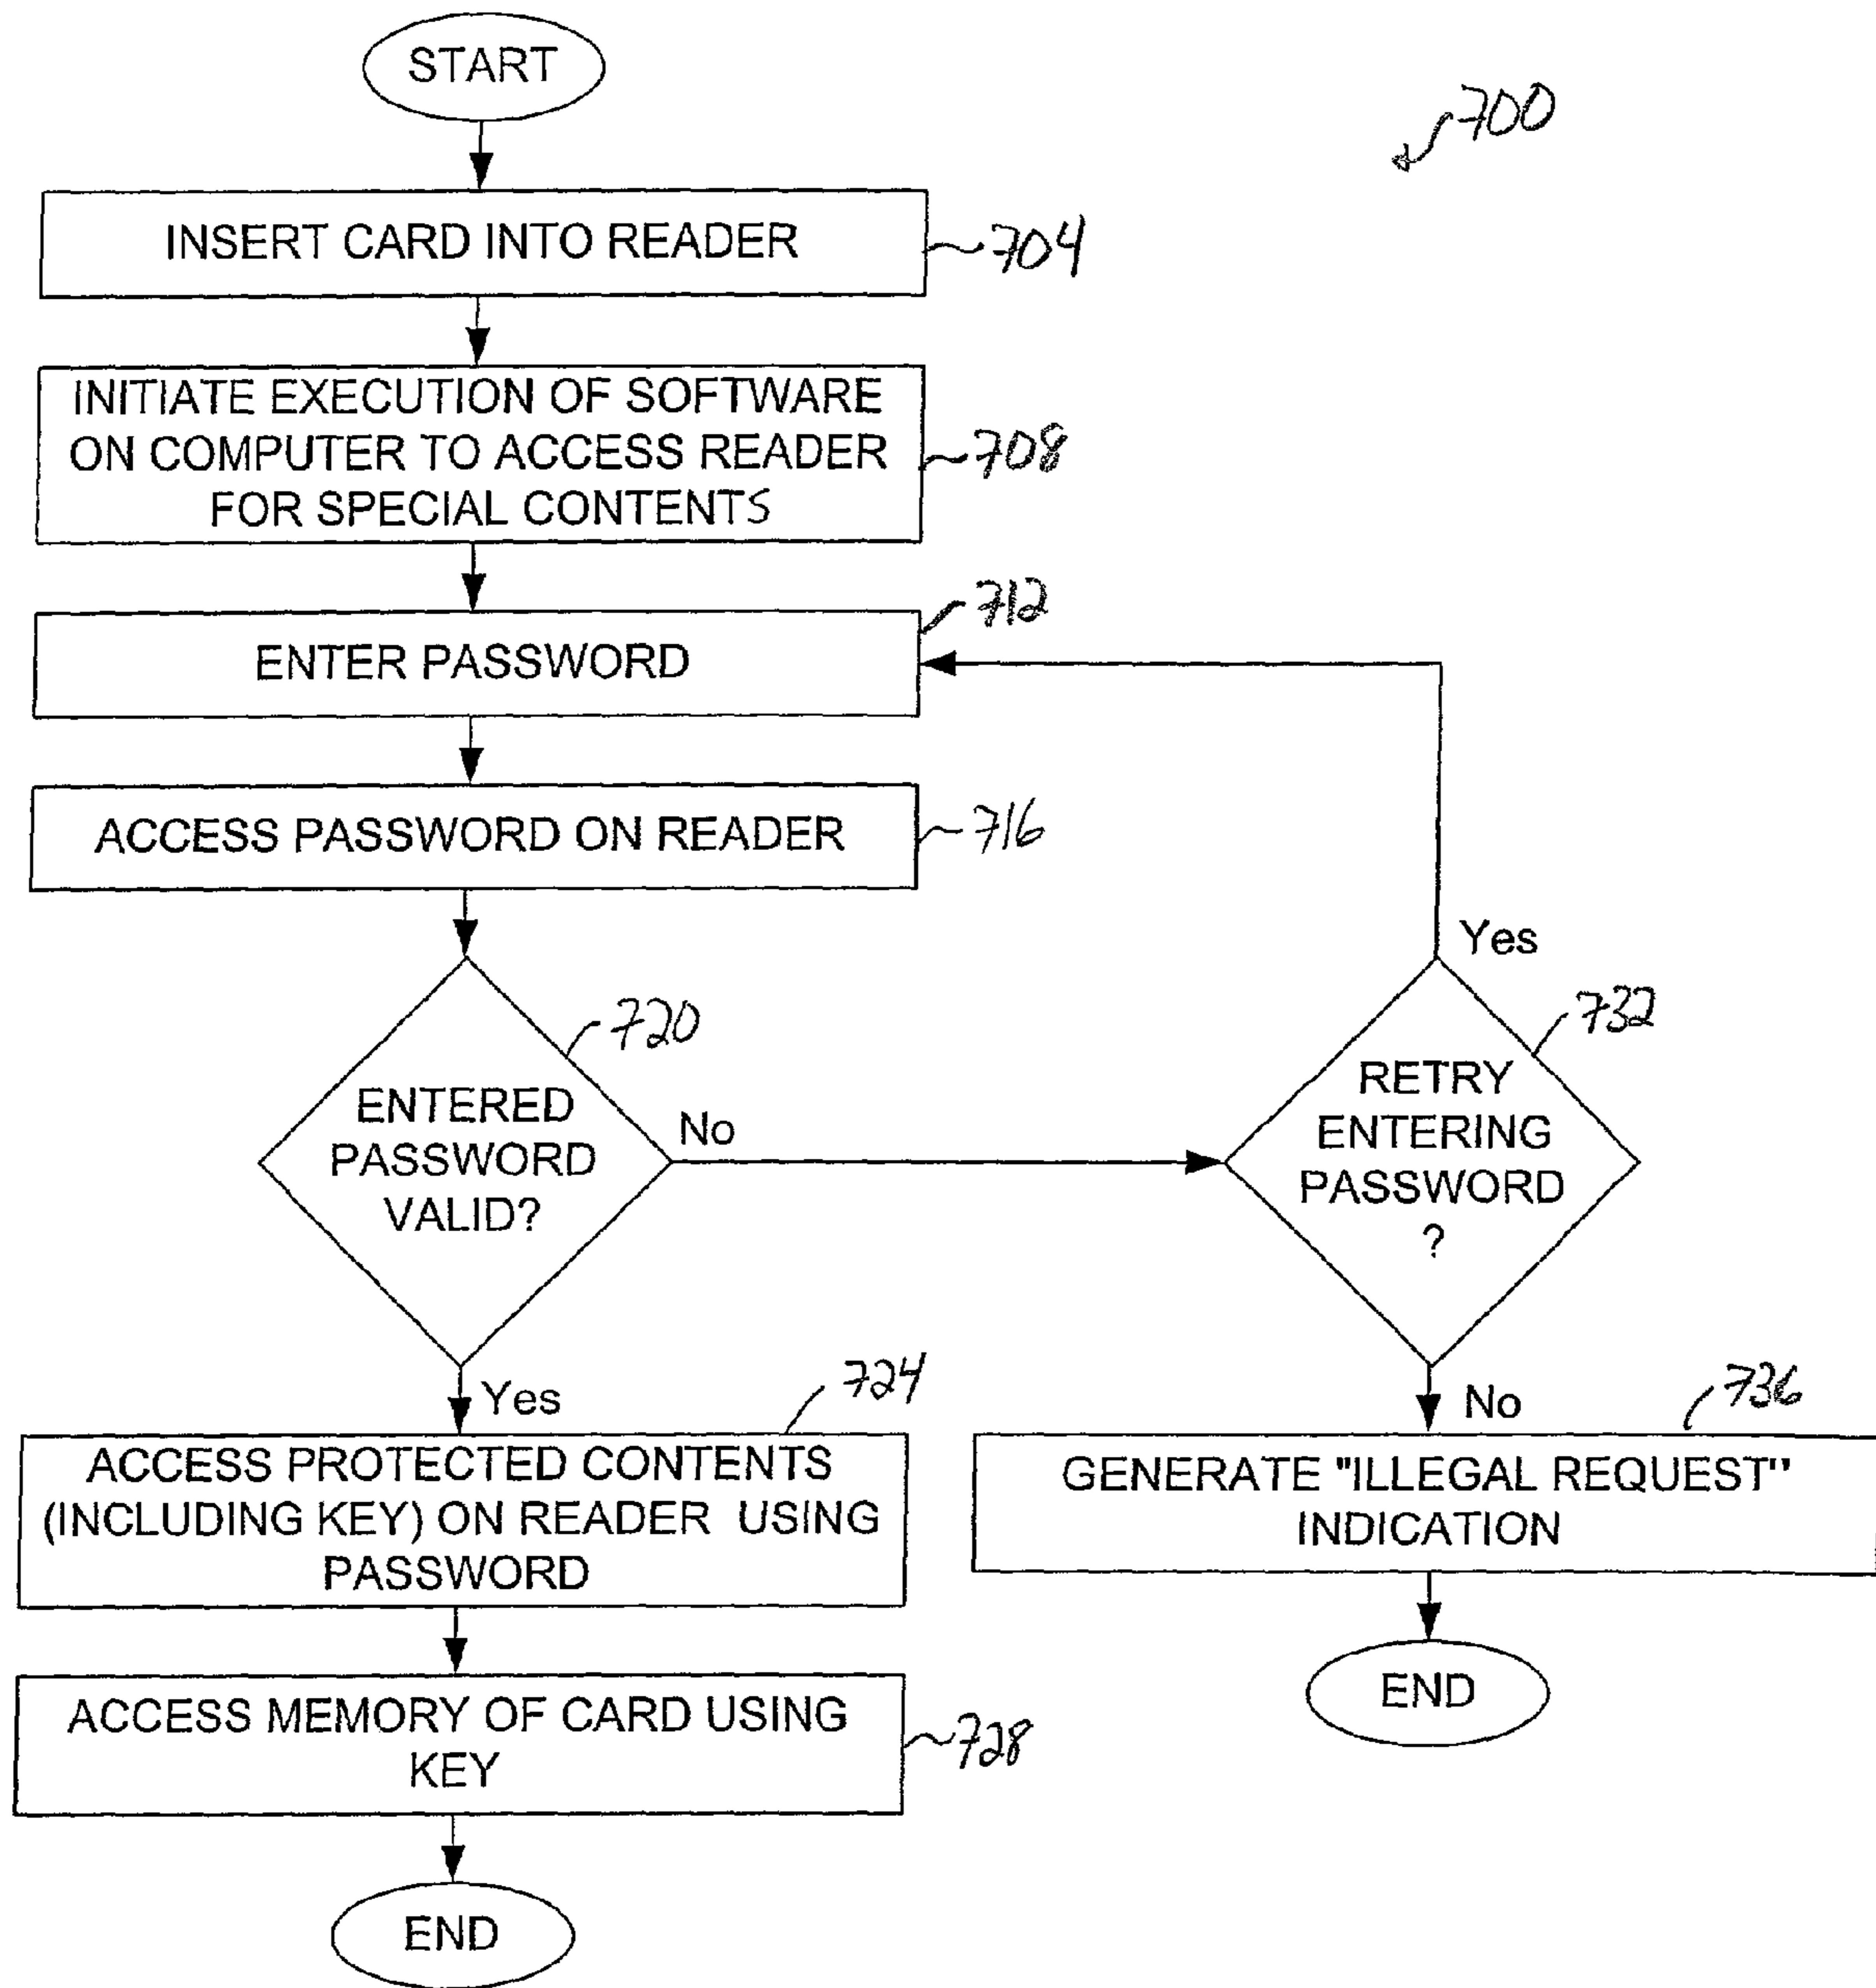 START
700
INSERT CARD INTO READER
704
INITIATE EXECUTION OF SOFTWARE
ON COMPUTER TO ACCESS READER
FOR SPECIAL CONTENTS
708
712
ENTER PASSWORD
ACCESS PASSWORD ON READER
716
Yes
720
732
ENTERED
PASSWORD
VALID?
No
RETRY
ENTERING
PASSWORD
?
Yes
724
No
736
ACCESS PROTECTED CONTENTS
(INCLUDING KEY) ON READER USING
PASSWORD
GENERATE "ILLEGAL REQUEST"
INDICATION
ACCESS MEMORY OF CARD USING
KEY
728
END
END